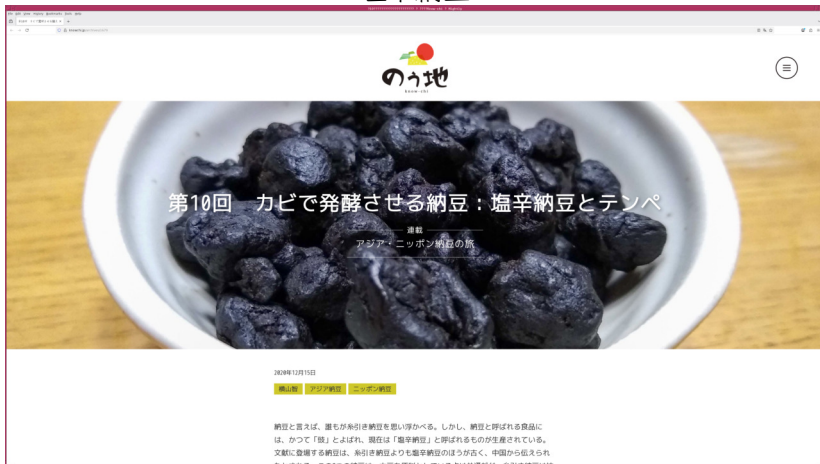 のう地
know-chi
第10回　カビで発酵させる納豆：塩辛納豆とテンペ
連載
アジア・ニッポン納豆の旅
2020年12月15日
横山智
アジア納豆
ニッポン納豆
納豆と言えば、誰もが糸引き納豆を思い浮かべる。しかし、納豆と呼ばれる食品に
は、かつて「豉」とよばれ、現在は「塩辛納豆」と呼ばれるものが生産されている。
文献に登場する納豆は、糸引き納豆よりも塩辛納豆のほうが古く、中国から伝えられ